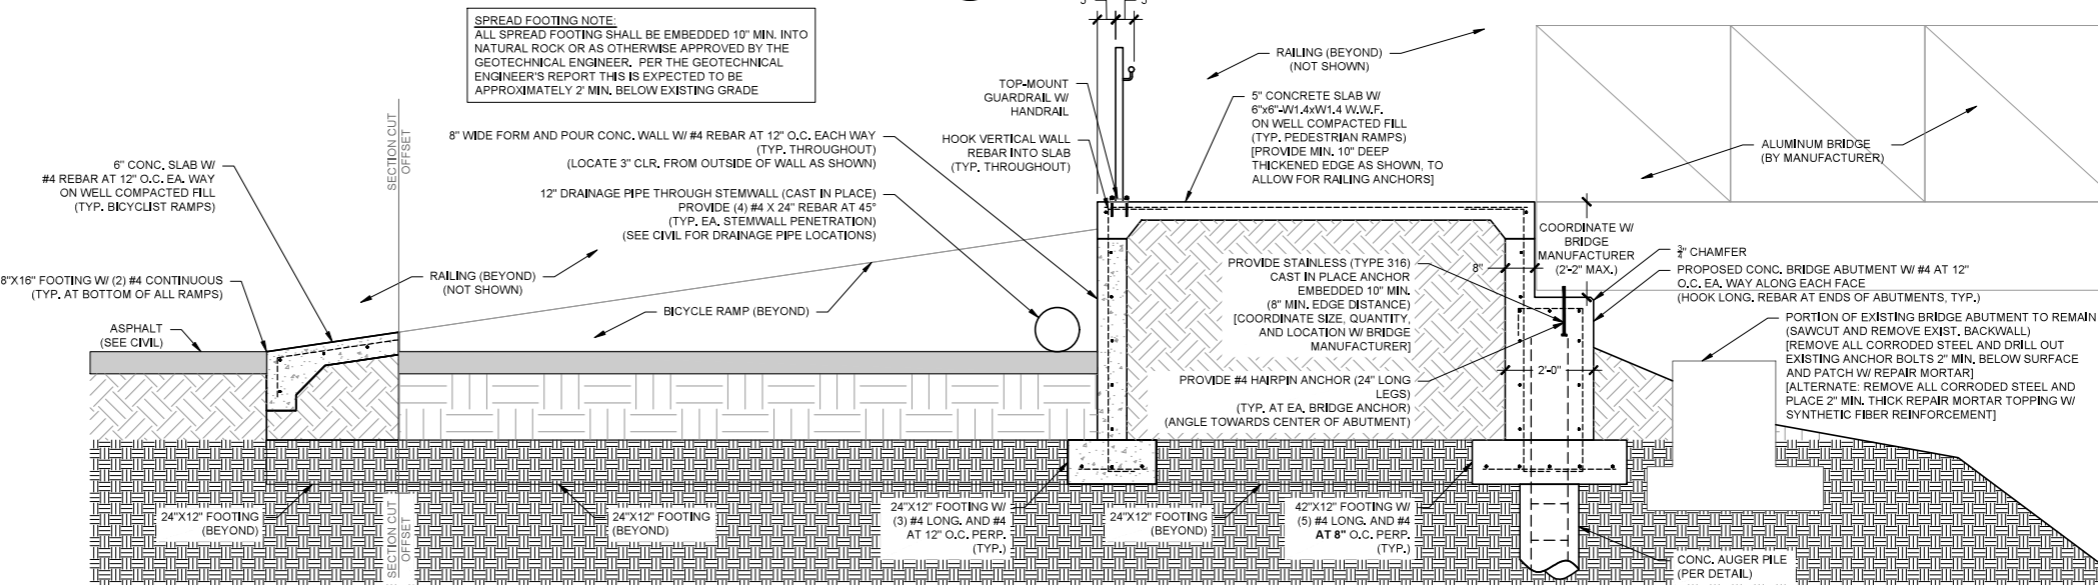 SPREAD FOOTING NOTE:
ALL SPREAD FOOTING SHALL BE EMBEDDED 10" MIN. INTO
NATURAL ROCK OR AS OTHERWISE APPROVED BY THE
GEOTECHNICAL ENGINEER. PER THE GEOTECHNICAL
ENGINEER'S REPORT THIS IS EXPECTED TO BE
APPROXIMATELY 2' MIN. BELOW EXISTING GRADE
SECTION CUT
OFFSET
6" CONC. SLAB W/
#4 REBAR AT 12" O.C. EA. WAY
ON WELL COMPACTED FILL
(TYP. BICYCLIST RAMPS)
8"X16" FOOTING W/ (2) #4 CONTINUOUS
(TYP. AT BOTTOM OF ALL RAMPS)
ASPHALT
(SEE CIVIL)
8" WIDE FORM AND POUR CONC. WALL W/ #4 REBAR AT 12" O.C. EACH WAY
(TYP. THROUGHOUT)
(LOCATE 3" CLR. FROM OUTSIDE OF WALL AS SHOWN)
12" DRAINAGE PIPE THROUGH STEMWALL (CAST IN PLACE)
PROVIDE (4) #4 X 24" REBAR AT 45°
(TYP. EA. STEMWALL PENETRATION)
(SEE CIVIL FOR DRAINAGE PIPE LOCATIONS)
RAILING (BEYOND)
(NOT SHOWN)
BICYCLE RAMP (BEYOND)
TOP-MOUNT
GUARDRAIL W/
HANDRAIL
HOOK VERTICAL WALL
REBAR INTO SLAB
(TYP. THROUGHOUT)
RAILING (BEYOND)
(NOT SHOWN)
5" CONCRETE SLAB W/
6"x6"-W1.4xW1.4 W.W.F.
ON WELL COMPACTED FILL
(TYP. PEDESTRIAN RAMPS)
[PROVIDE MIN. 10" DEEP
THICKENED EDGE AS SHOWN, TO
ALLOW FOR RAILING ANCHORS]
ALUMINUM BRIDGE
(BY MANUFACTURER)
COORDINATE W/
BRIDGE
MANUFACTURER
(2'-2" MAX.)
PROVIDE STAINLESS (TYPE 316)
CAST IN PLACE ANCHOR
EMBEDDED 10" MIN.
(8" MIN. EDGE DISTANCE)
[COORDINATE SIZE, QUANTITY,
AND LOCATION W/ BRIDGE
MANUFACTURER]
8"
PROVIDE #4 HAIRPIN ANCHOR (24" LONG
LEGS)
(TYP. AT EA. BRIDGE ANCHOR)
(ANGLE TOWARDS CENTER OF ABUTMENT)
2'-0"
¾" CHAMFER
PROPOSED CONC. BRIDGE ABUTMENT W/ #4 AT 12"
O.C. EA. WAY ALONG EACH FACE
(HOOK LONG. REBAR AT ENDS OF ABUTMENTS, TYP.)
PORTION OF EXISTING BRIDGE ABUTMENT TO REMAIN
(SAWCUT AND REMOVE EXIST. BACKWALL)
[REMOVE ALL CORRODED STEEL AND DRILL OUT
EXISTING ANCHOR BOLTS 2" MIN. BELOW SURFACE
AND PATCH W/ REPAIR MORTAR]
[ALTERNATE: REMOVE ALL CORRODED STEEL AND
PLACE 2" MIN. THICK REPAIR MORTAR TOPPING W/
SYNTHETIC FIBER REINFORCEMENT]
24"X12" FOOTING
(BEYOND)
SECTION CUT
OFFSET
24"X12" FOOTING
(BEYOND)
24"X12" FOOTING W/
(3) #4 LONG. AND #4
AT 12" O.C. PERP.
(TYP.)
24"X12" FOOTING
(BEYOND)
42"X12" FOOTING W/
(5) #4 LONG. AND #4
AT 8" O.C. PERP.
(TYP.)
CONC. AUGER PILE
(PER DETAIL)